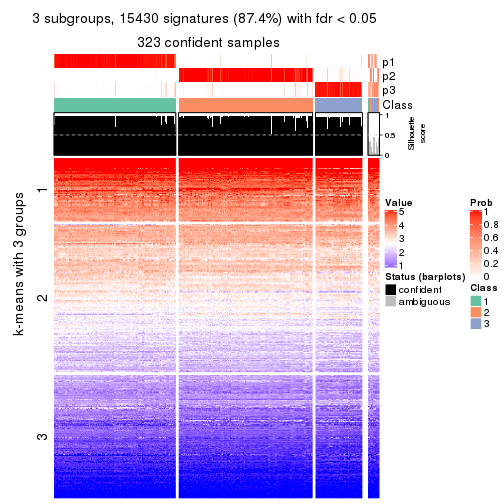 3 subgroups, 15430 signatures (87.4%) with fdr < 0.05
323 confident samples
p1
p2
p3
Class
1
0.5
0
Silhouette
score
k-means with 3 groups
1
2
3
Value
5
4
3
2
1
Status (barplots)
confident
ambiguous
Prob
1
0.8
0.6
0.4
0.2
0
Class
1
2
3